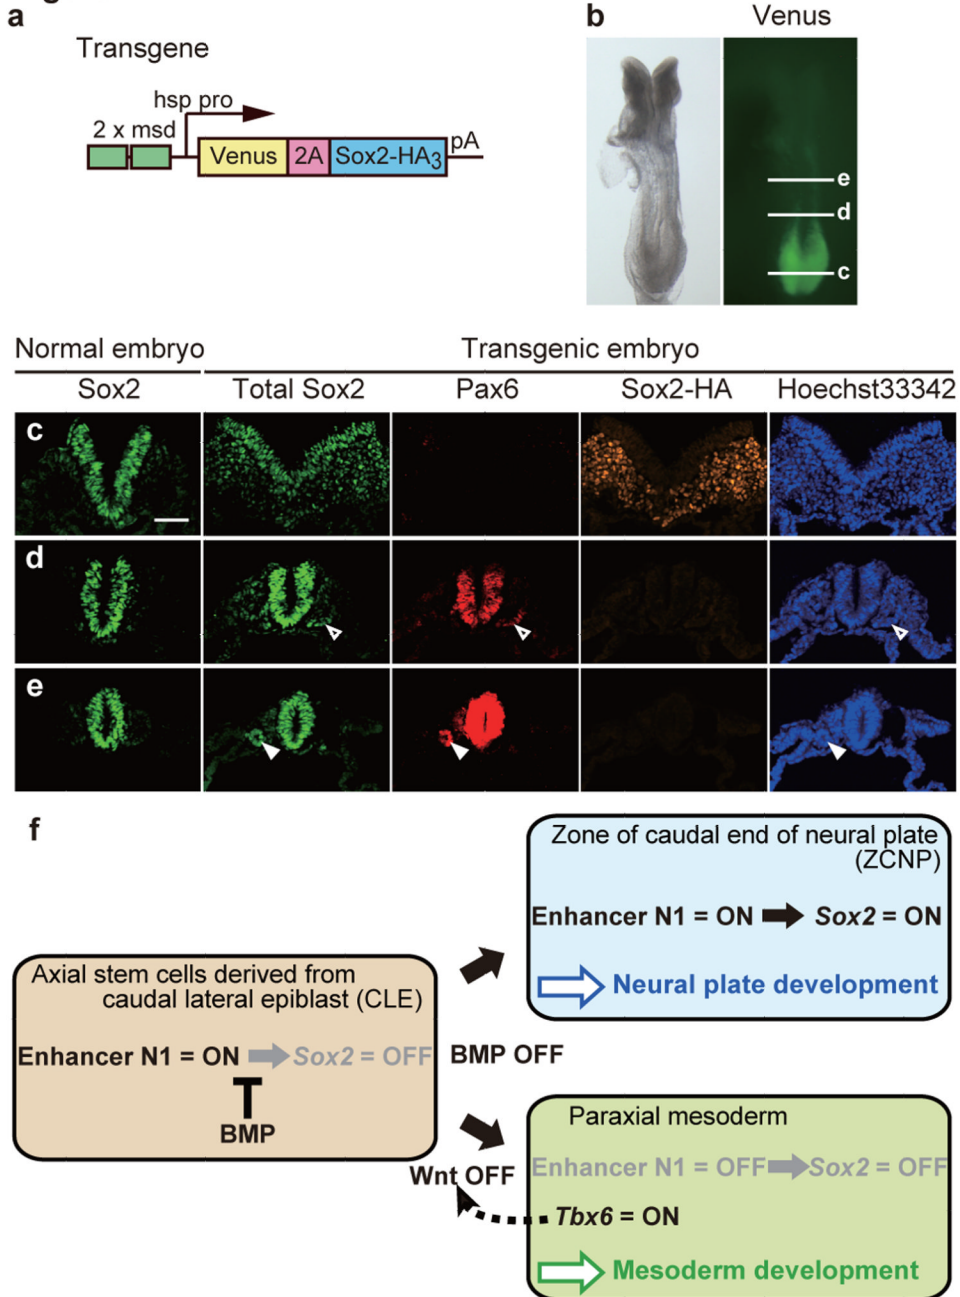 a
Transgene
hsp pro
2 x msd
Venus 2A Sox2-HA3 pA
b
Venus
e
d
c
Normal embryo Transgenic embryo
Sox2 Total Sox2 Pax6 Sox2-HA Hoechst33342
c
d
e
f
Zone of caudal end of neural plate
(ZCNP)
Enhancer N1 = ON Sox2 = ON
Neural plate development
Axial stem cells derived from
caudal lateral epiblast (CLE)
Enhancer N1 = ON Sox2 = OFF
BMP
BMP OFF
Wnt OFF
Paraxial mesoderm
Enhancer N1 = OFF Sox2 = OFF
Tbx6 = ON
Mesoderm development